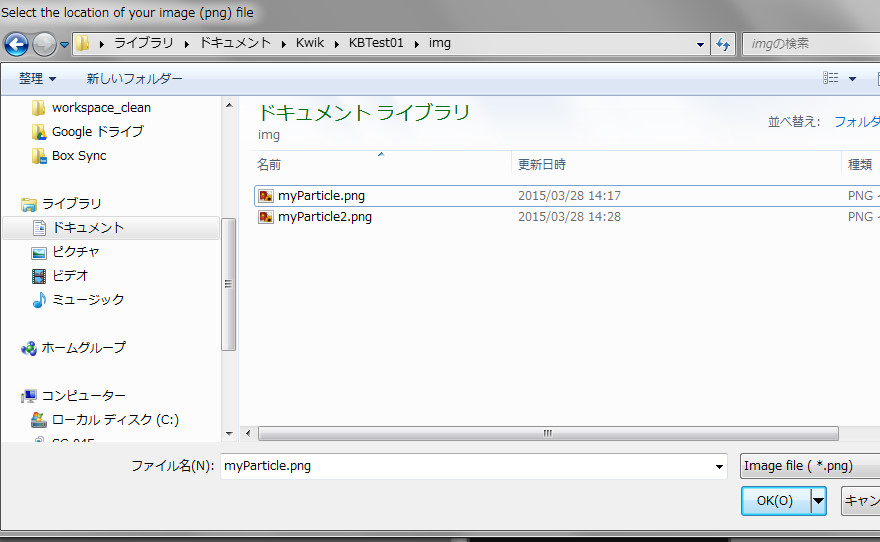 Select the location of your image (png) file
ライブラリ ▸ ドキュメント ▸ Kwik ▸ KBTest01 ▸ img
imgの検索
整理 新しいフォルダー
workspace_clean
Google ドライブ
Box Sync
ライブラリ
ドキュメント
ピクチャ
ビデオ
ミュージック
ホームグループ
コンピューター
ローカル ディスク (C:)
ドキュメント ライブラリ
img
並べ替え: フォルダ
名前 更新日時 種類
myParticle.png 2015/03/28 14:17 PNG
myParticle2.png 2015/03/28 14:28 PNG
ファイル名(N): myParticle.png
Image file ( *.png)
OK(O) キャン